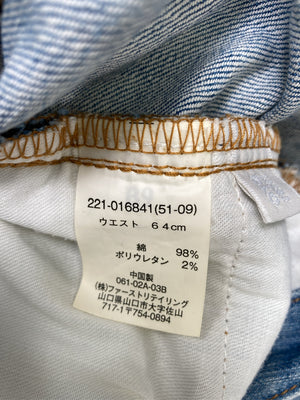 221-016841(51-09)
ウエスト 64cm
綿 98%
ポリウレタン 2%
中国製
061-02A-03B
(株)ファーストリテイリング
山口県山口市大字佐山
717-1〒754-0894